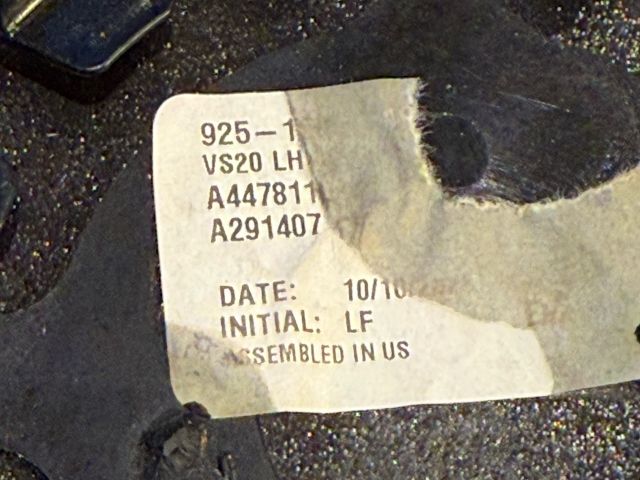 925-1
VS20 LH
A447811
A291407
DATE: 10/10
INITIAL: LF
ASSEMBLED IN US